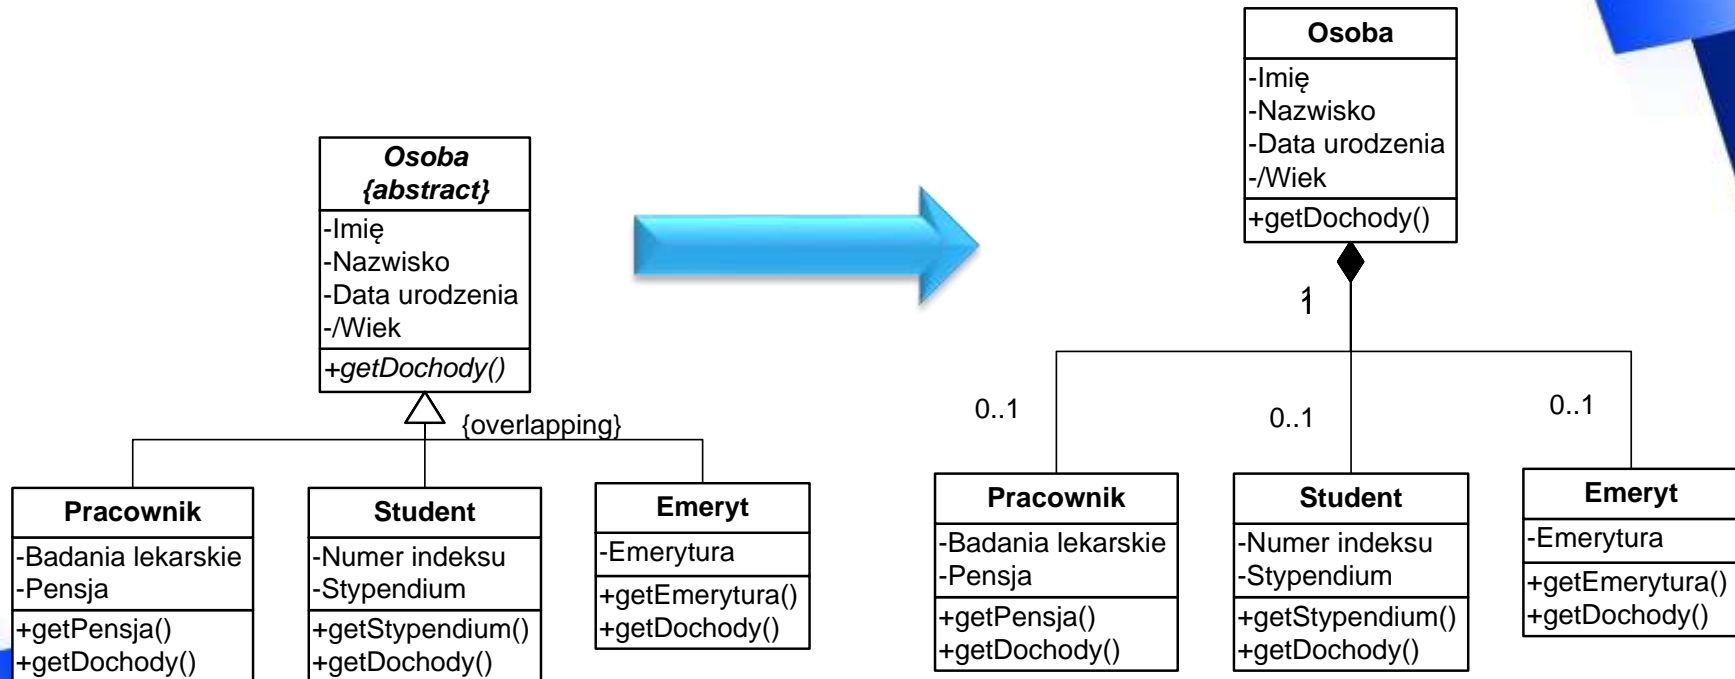 Osoba
{abstract}
-Imię
-Nazwisko
-Data urodzenia
-/Wiek
+getDochody()
{overlapping}
Pracownik
-Badania lekarskie
-Pensja
+getPensja()
+getDochody()
Student
-Numer indeksu
-Stypendium
+getStypendium()
+getDochody()
Emeryt
-Emerytura
+getEmerytura()
+getDochody()
Osoba
-Imię
-Nazwisko
-Data urodzenia
-/Wiek
+getDochody()
1
1
0..1
0..1
0..1
Pracownik
-Badania lekarskie
-Pensja
+getPensja()
+getDochody()
Student
-Numer indeksu
-Stypendium
+getStypendium()
+getDochody()
Emeryt
-Emerytura
+getEmerytura()
+getDochody()